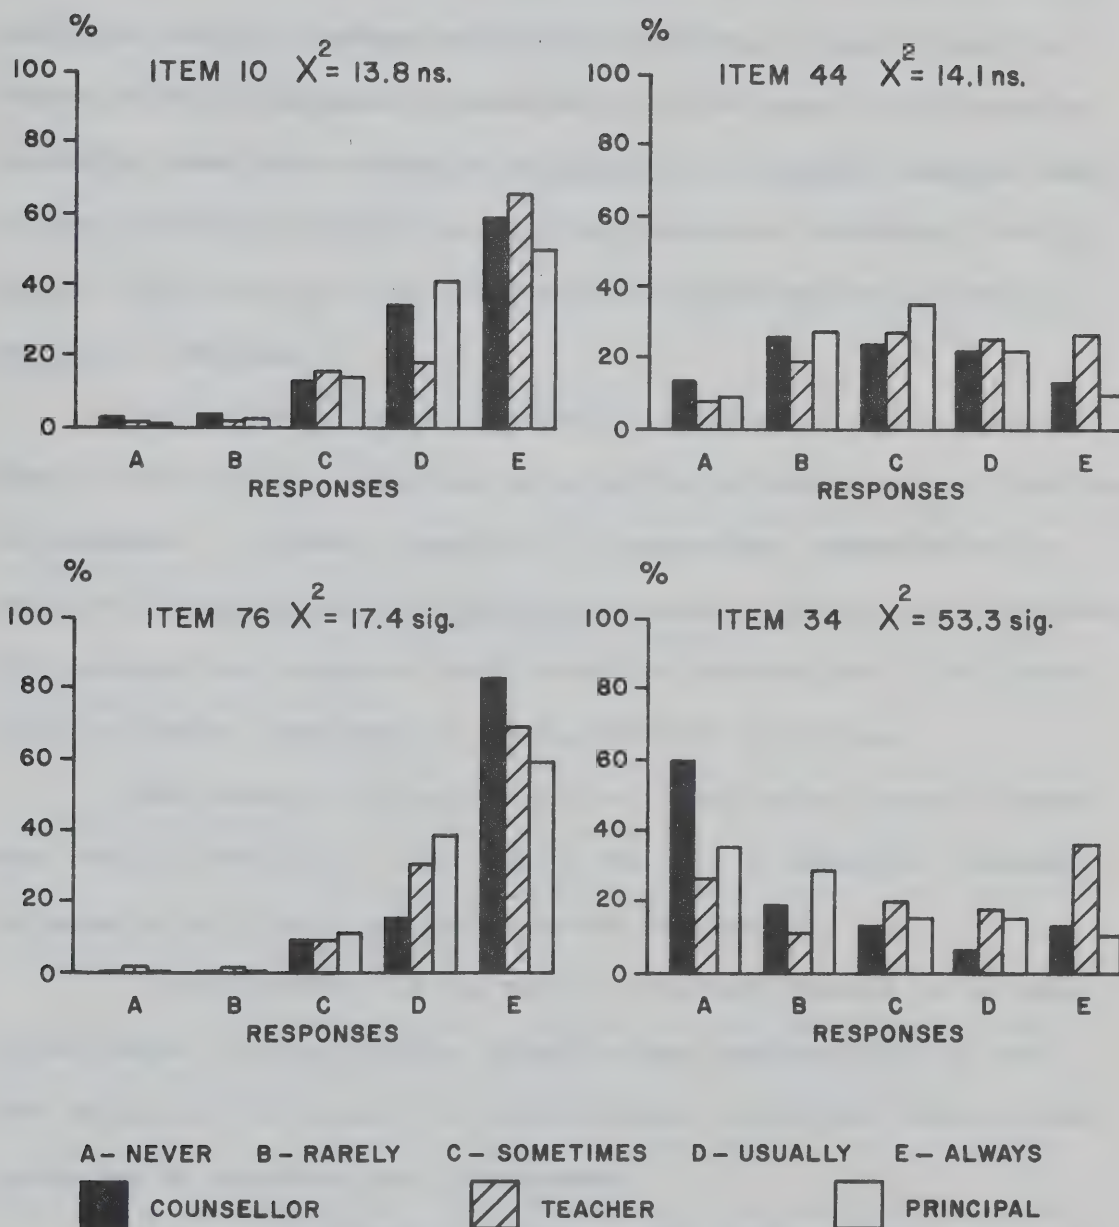 %
ITEM 10 X² = 13.8 ns.
100
80
60
40
20
0
A B C D E
RESPONSES
%
ITEM 44 X² = 14.1 ns.
100
80
60
40
20
0
A B C D E
RESPONSES
%
ITEM 76 X² = 17.4 sig.
100
80
60
40
20
0
A B C D E
RESPONSES
%
ITEM 34 X² = 53.3 sig.
100
80
60
40
20
0
A B C D E
RESPONSES
A – NEVER B – RARELY C – SOMETIMES D – USUALLY E – ALWAYS
COUNSELLOR TEACHER PRINCIPAL